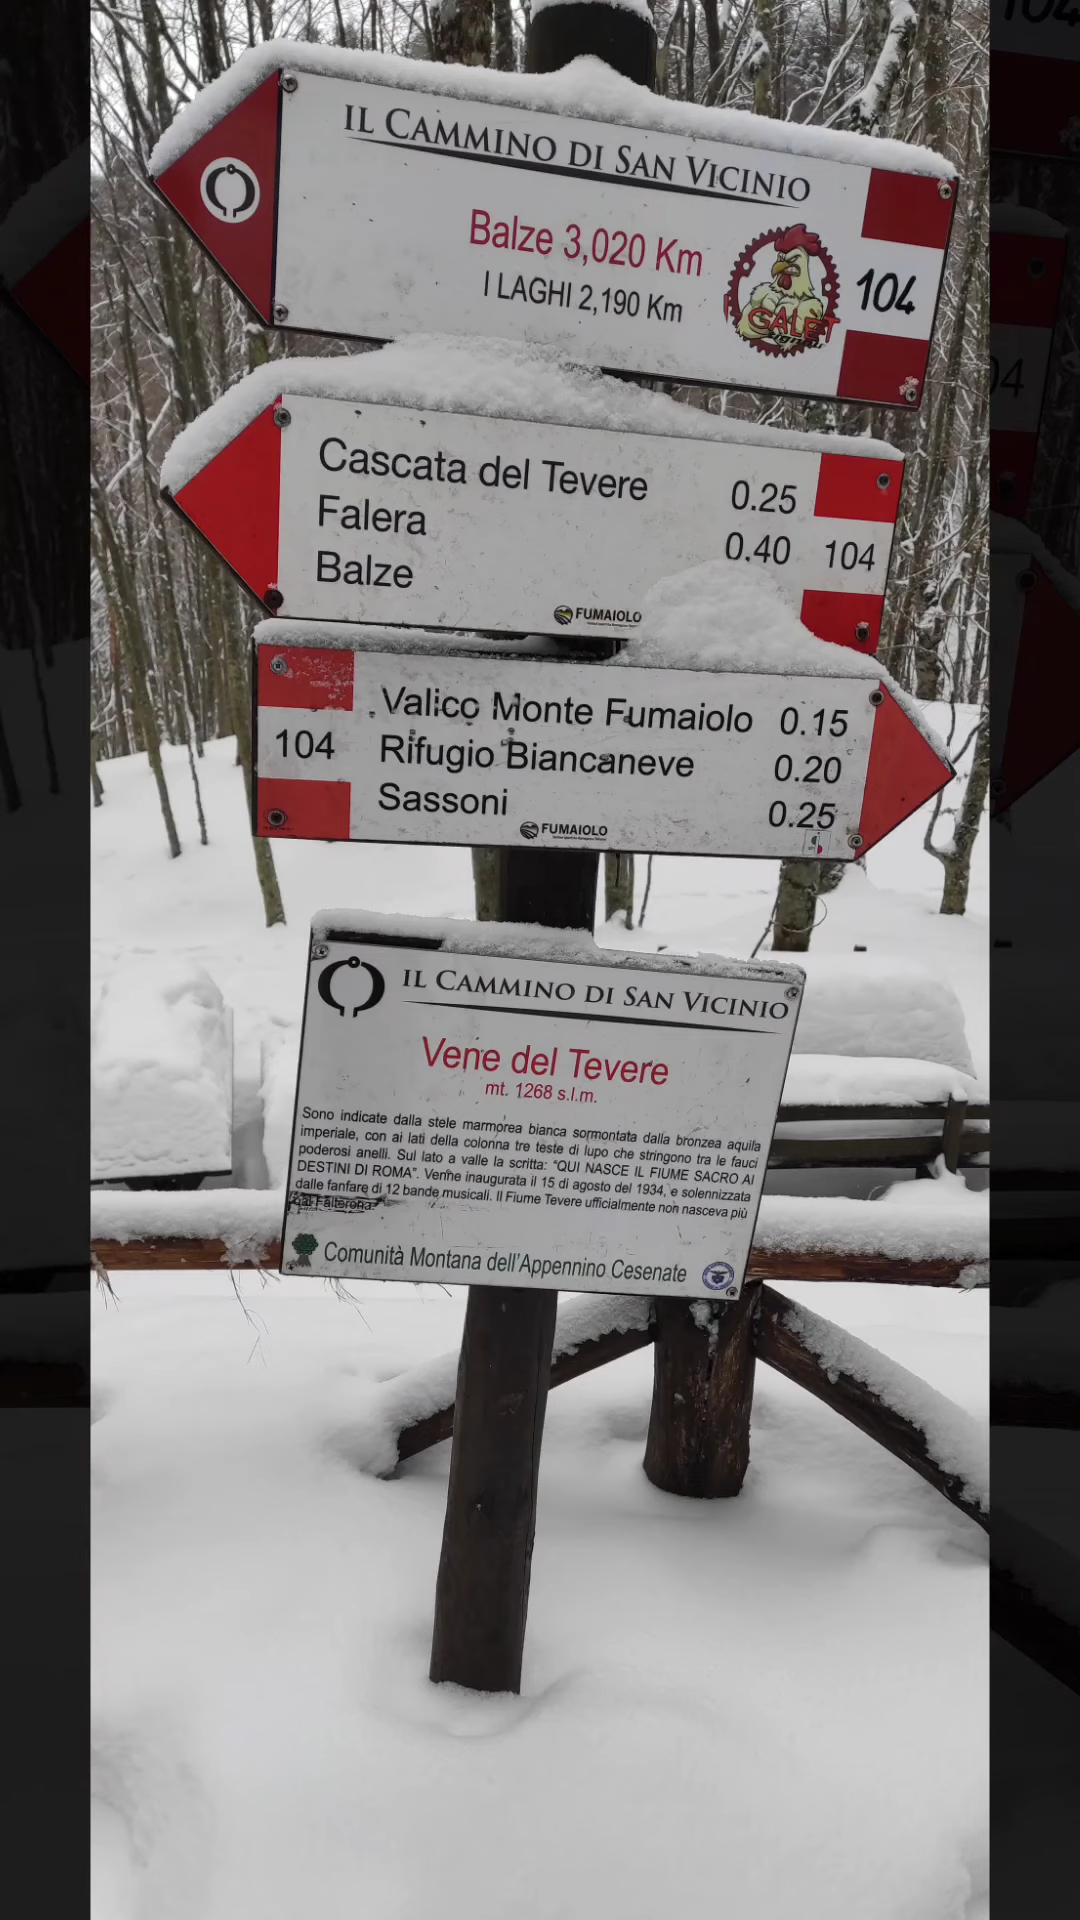 IL CAMMINO DI SAN VICINIO
Balze 3,020 Km
I LAGHI 2,190 Km
GALET
104
Cascata del Tevere 0.25
Falera 0.40 104
Balze
FUMAIOLO
Valico Monte Fumaiolo 0.15
104 Rifugio Biancaneve 0.20
Sassoni 0.25
FUMAIOLO
IL CAMMINO DI SAN VICINIO
Vene del Tevere
mt. 1268 s.l.m.
Sono indicate dalla stele marmorea bianca sormontata dalla bronzea aquila
imperiale, con ai lati della colonna tre teste di lupo che stringono tra le fauci
poderosi anelli. Sul lato a valle la scritta: "QUI NASCE IL FIUME SACRO AI
DESTINI DI ROMA". Venne inaugurata il 15 di agosto del 1934, e solennizzata
dalle fanfare di 12 bande musicali. Il Fiume Tevere ufficialmente non nasceva più
dal Falterona.
Comunità Montana dell'Appennino Cesenate